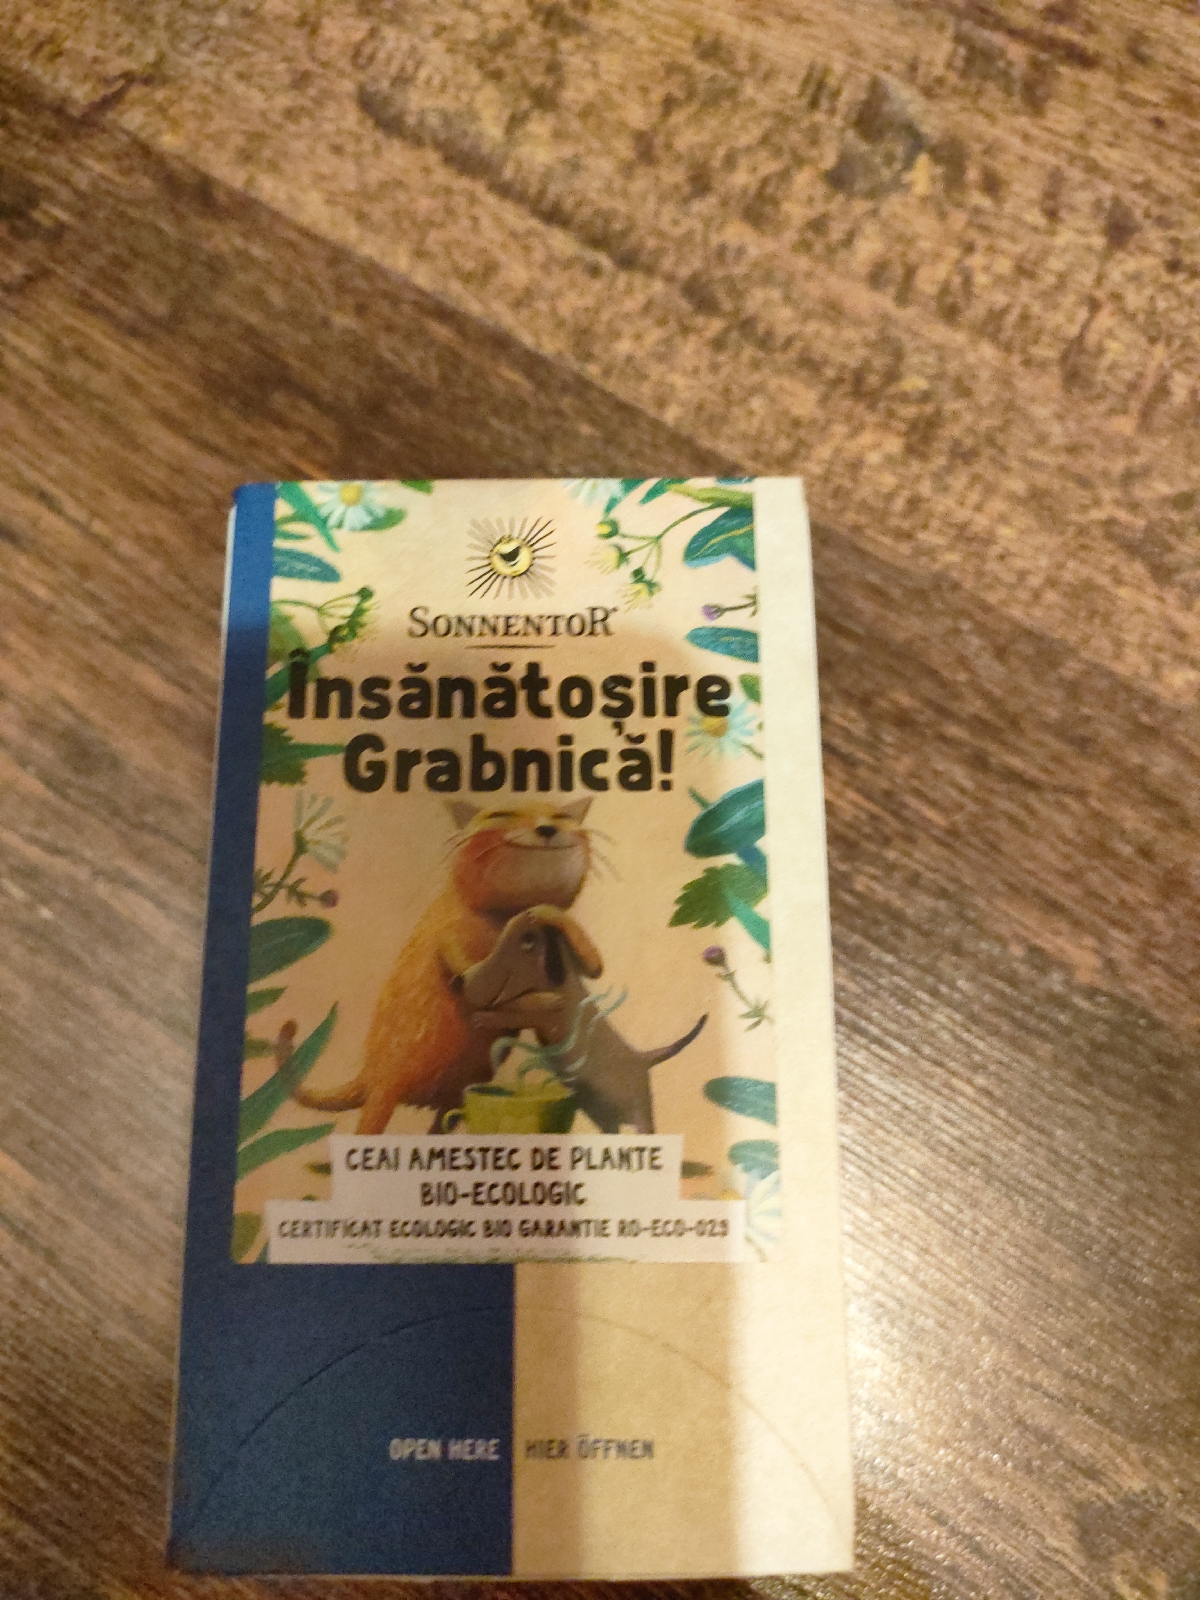 SONNENTOR®
Însănătoșire
Grabnică!
CEAI AMESTEC DE PLANTE
BIO-ECOLOGIC
CERTIFICAT ECOLOGIC BIO GARANTIE RO-ECO-029
OPEN HERE HIER ÖFFNEN